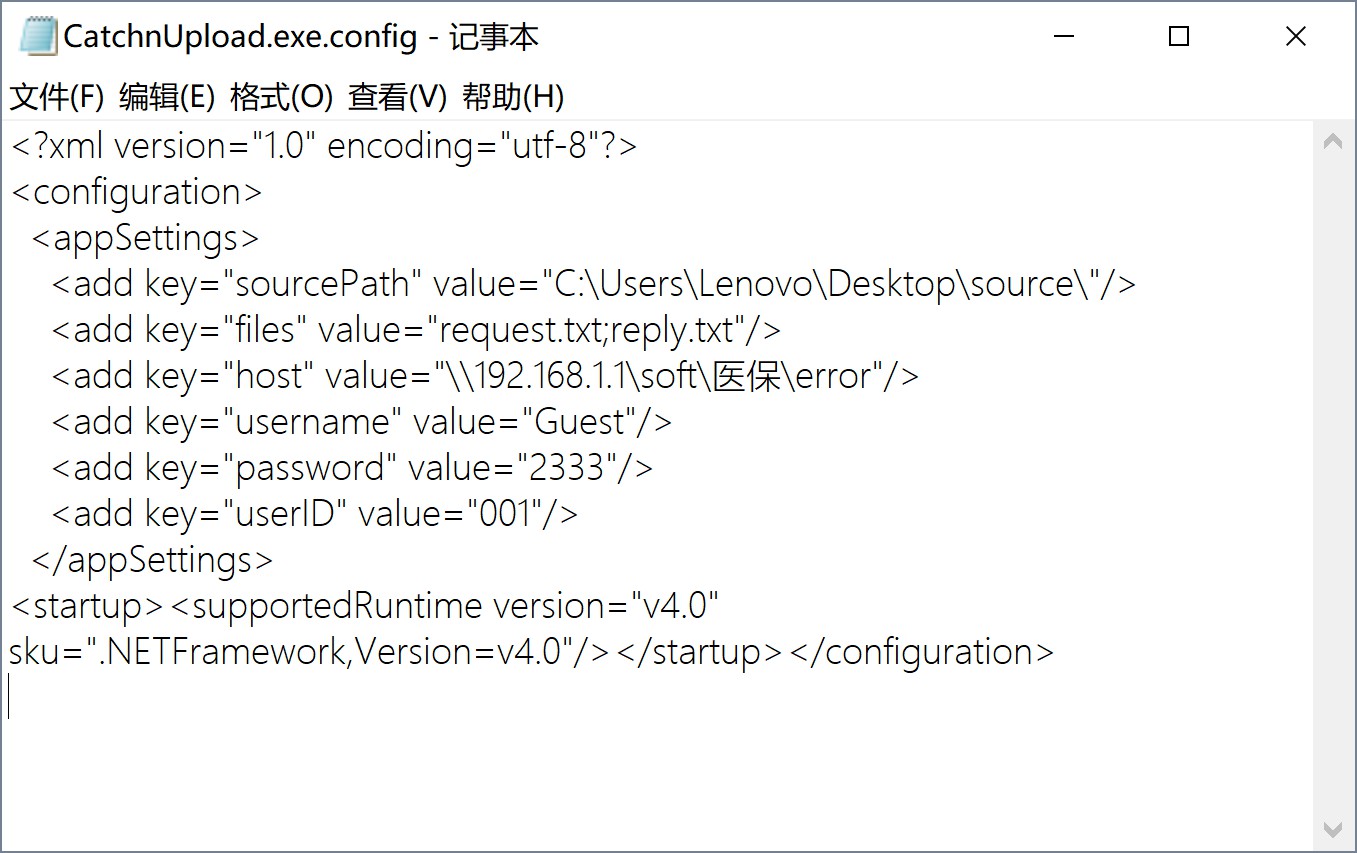 CatchnUpload.exe.config - 记事本
文件(F) 编辑(E) 格式(O) 查看(V) 帮助(H)
<?xml version="1.0" encoding="utf-8"?>
<configuration>
  <appSettings>
    <add key="sourcePath" value="C:\Users\Lenovo\Desktop\source\"/>
    <add key="files" value="request.txt;reply.txt"/>
    <add key="host" value="\\192.168.1.1\soft\医保\error"/>
    <add key="username" value="Guest"/>
    <add key="password" value="2333"/>
    <add key="userID" value="001"/>
  </appSettings>
<startup><supportedRuntime version="v4.0"
sku=".NETFramework,Version=v4.0"/></startup></configuration>